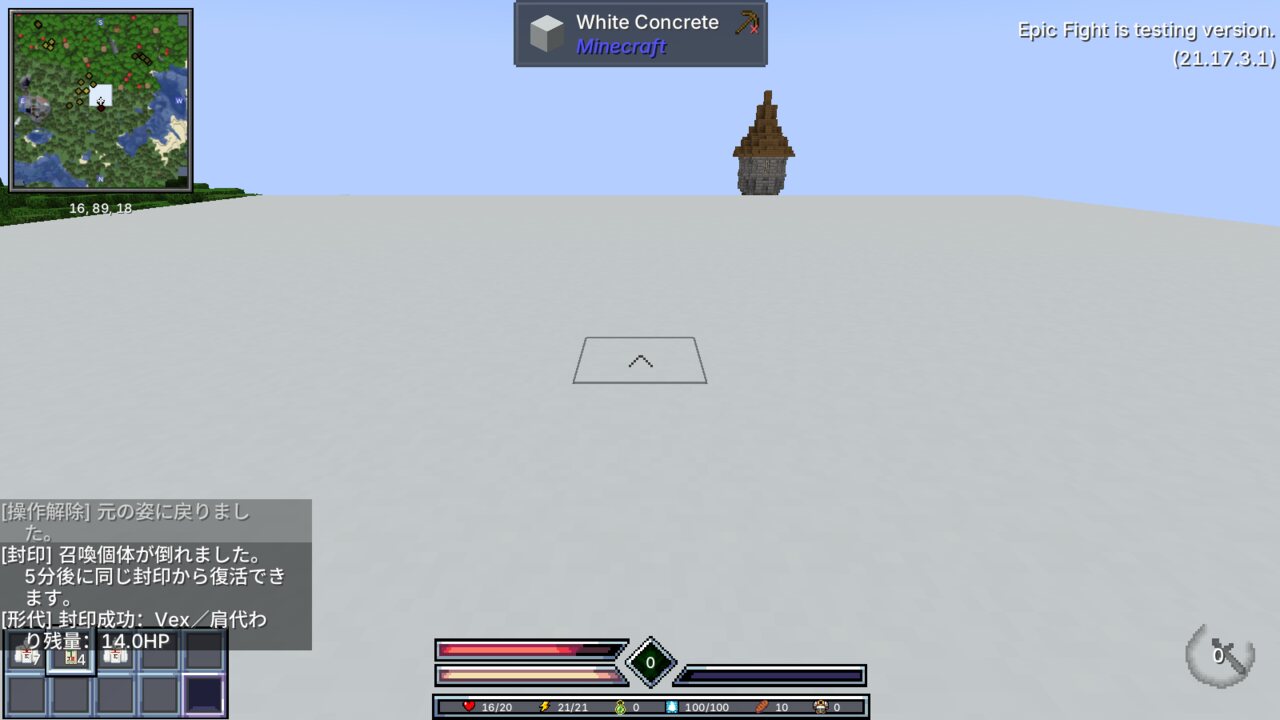 White Concrete
Minecraft
Epic Fight is testing version.
(21.17.3.1)
S
E
W
N
16, 89, 18
[操作解除] 元の姿に戻りまし
た。
[封印] 召喚個体が倒れました。
5分後に同じ封印から復活でき
ます。
[形代] 封印成功: Vex／肩代わ
り残量: 14.0HP
7
4
0
0
16/20
21/21
0
100/100
10
0